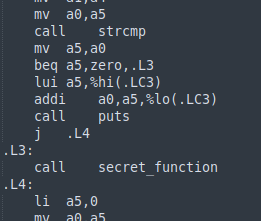 mv a0,a5
call strcmp
mv a5,a0
beq a5,zero,.L3
lui a5,%hi(.LC3)
addi a0,a5,%lo(.LC3)
call puts
j .L4
.L3:
call secret_function
.L4:
li a5,0
mv a0,a5